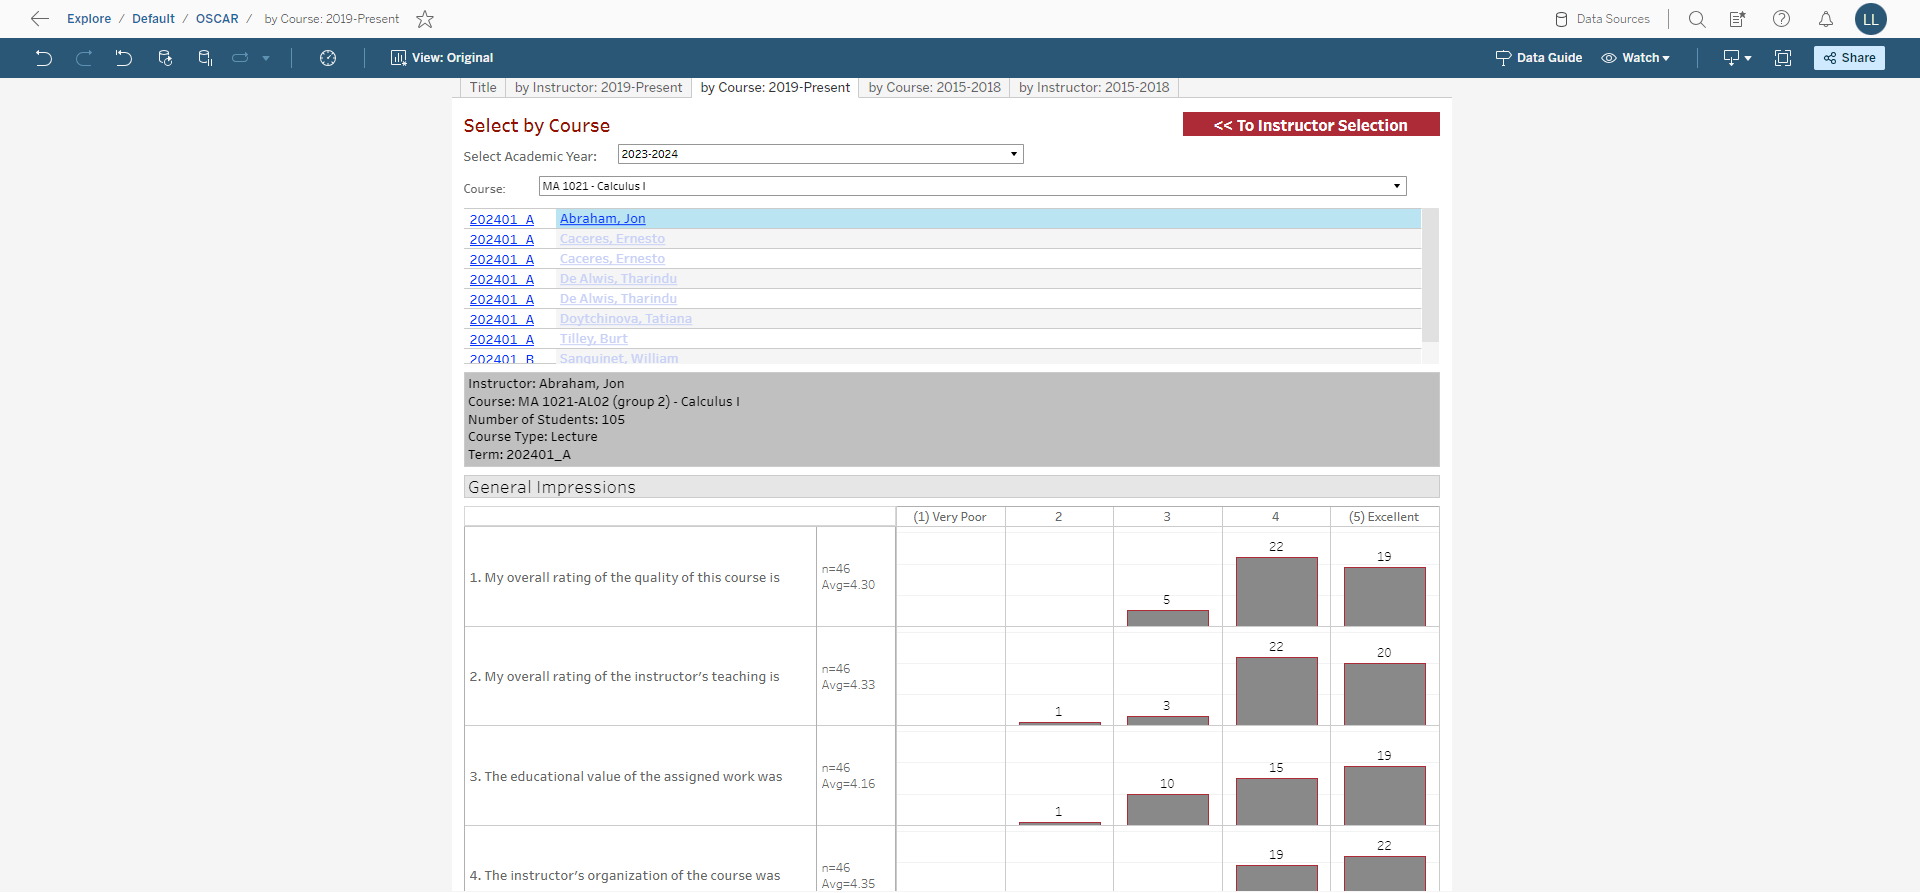 Explore / Default / OSCAR / by Course: 2019-Present
Data Sources
LL
View: Original
Data Guide
Watch
Share
Title
by Instructor: 2019-Present
by Course: 2019-Present
by Course: 2015-2018
by Instructor: 2015-2018
Select by Course
<< To Instructor Selection
Select Academic Year:
2023-2024
Course:
MA 1021 - Calculus I
202401_A Abraham, Jon
202401_A Caceres, Ernesto
202401_A Caceres, Ernesto
202401_A De Alwis, Tharindu
202401_A De Alwis, Tharindu
202401_A Doytchinova, Tatiana
202401_A Tilley, Burt
202401_B Sanguinet, William
Instructor: Abraham, Jon
Course: MA 1021-AL02 (group 2) - Calculus I
Number of Students: 105
Course Type: Lecture
Term: 202401_A
General Impressions
(1) Very Poor 2 3 4 (5) Excellent
1. My overall rating of the quality of this course is
n=46
Avg=4.30
5 22 19
2. My overall rating of the instructor's teaching is
n=46
Avg=4.33
1 3 22 20
3. The educational value of the assigned work was
n=46
Avg=4.16
1 10 15 19
4. The instructor's organization of the course was
n=46
Avg=4.35
19 22